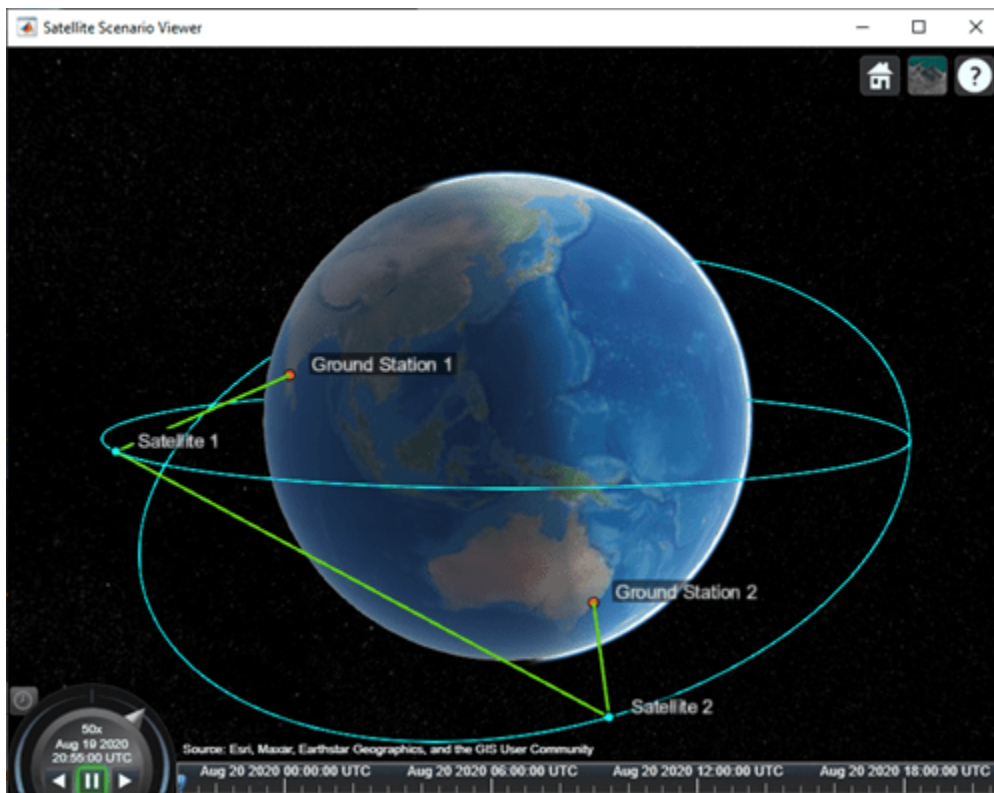 Satellite Scenario Viewer
?
Ground Station 1
Satellite 1
Ground Station 2
Satellite 2
50x
Aug 19 2020
20:55:00 UTC
Source: Esri, Maxar, Earthstar Geographics, and the GIS User Community
Aug 20 2020 00:00:00 UTC Aug 20 2020 06:00:00 UTC Aug 20 2020 12:00:00 UTC Aug 20 2020 18:00:00 UTC